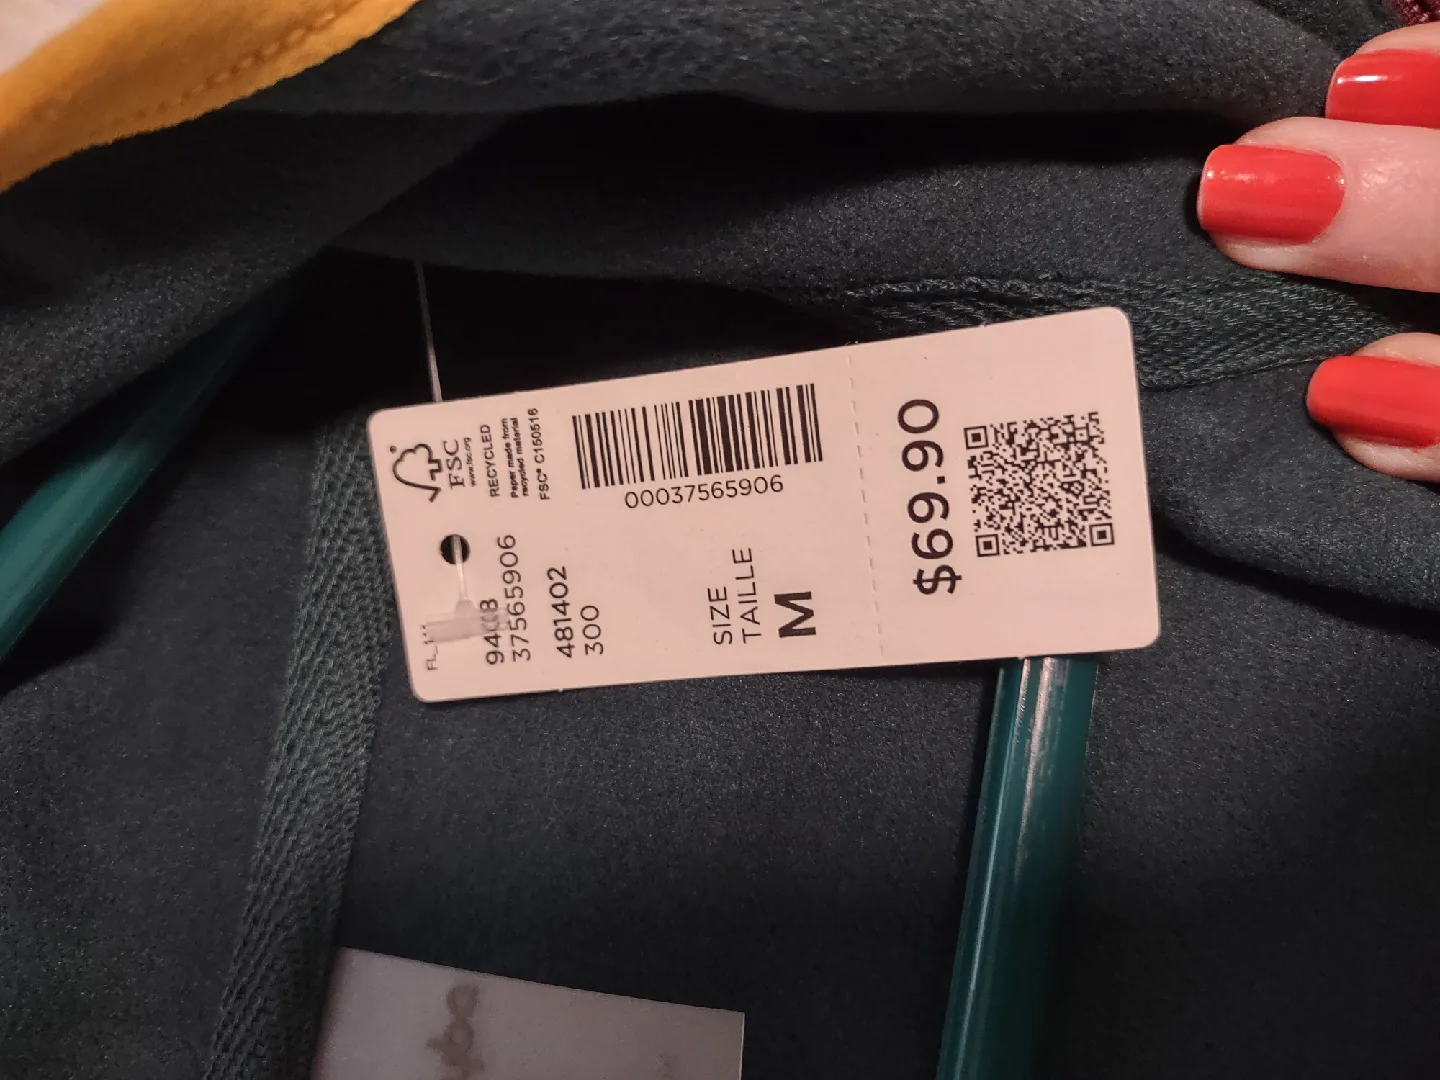 FSC®
www.fsc.org
RECYCLED
Paper made from
recycled material
FSC® C150516
00037565906
37565906
481402
300
SIZE
TAILLE
M
$69.90